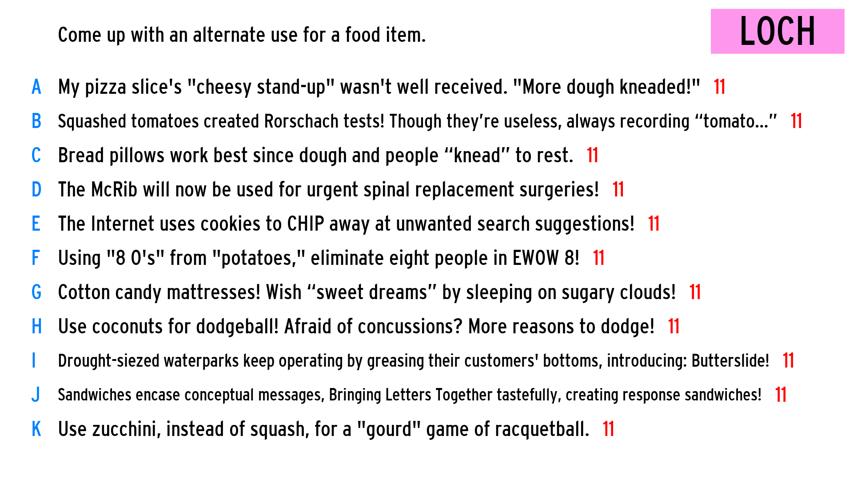 Come up with an alternate use for a food item.
LOCH
A My pizza slice's "cheesy stand-up" wasn't well received. "More dough kneaded!" 11
B Squashed tomatoes created Rorschach tests! Though they’re useless, always recording “tomato...” 11
C Bread pillows work best since dough and people “knead” to rest. 11
D The McRib will now be used for urgent spinal replacement surgeries! 11
E The Internet uses cookies to CHIP away at unwanted search suggestions! 11
F Using "8 O's" from "potatoes," eliminate eight people in EWOW 8! 11
G Cotton candy mattresses! Wish “sweet dreams” by sleeping on sugary clouds! 11
H Use coconuts for dodgeball! Afraid of concussions? More reasons to dodge! 11
I Drought-siezed waterparks keep operating by greasing their customers' bottoms, introducing: Butterslide! 11
J Sandwiches encase conceptual messages, Bringing Letters Together tastefully, creating response sandwiches! 11
K Use zucchini, instead of squash, for a "gourd" game of racquetball. 11